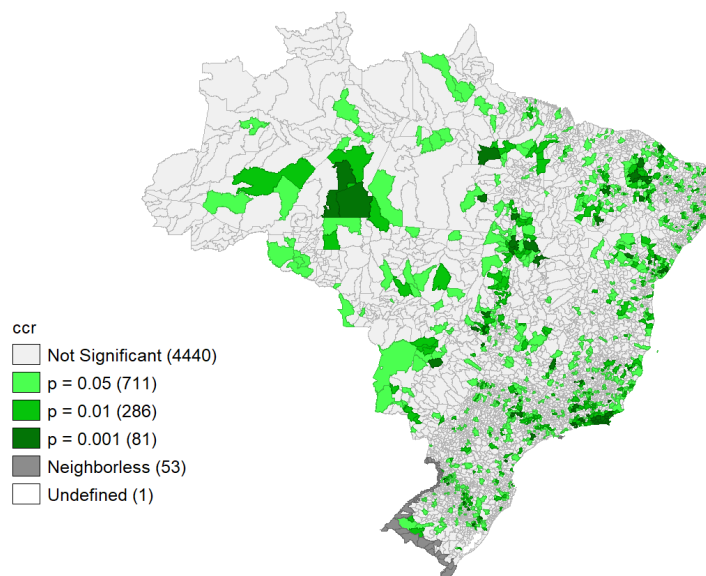 ccr
Not Significant (4440)
p = 0.05 (711)
p = 0.01 (286)
p = 0.001 (81)
Neighborless (53)
Undefined (1)